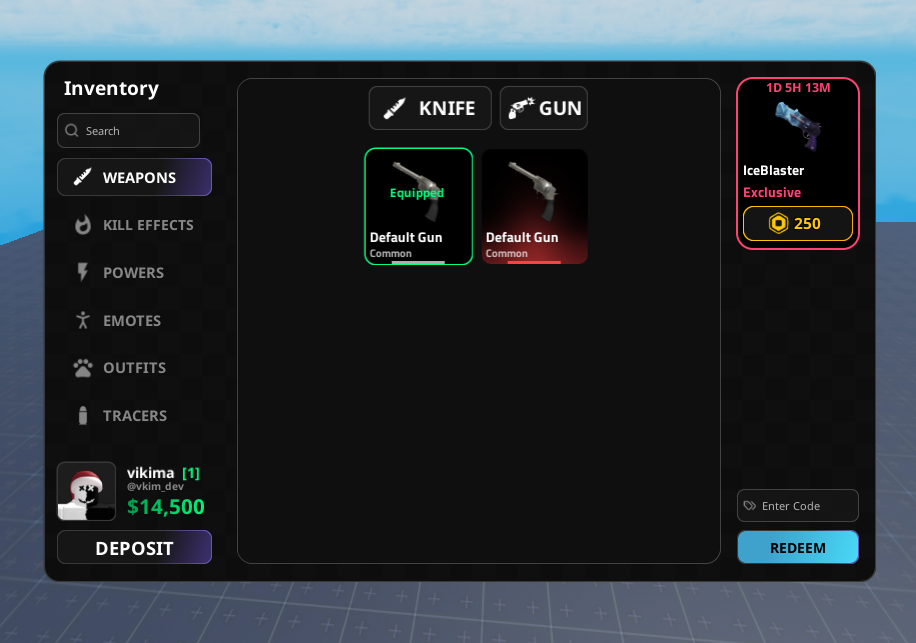 Inventory
Search
WEAPONS
KILL EFFECTS
POWERS
EMOTES
OUTFITS
TRACERS
vikima [1]
@vkim_dev
$14,500
DEPOSIT
KNIFE
GUN
Equipped
Default Gun
Common
Default Gun
Common
1D 5H 13M
IceBlaster
Exclusive
250
Enter Code
REDEEM